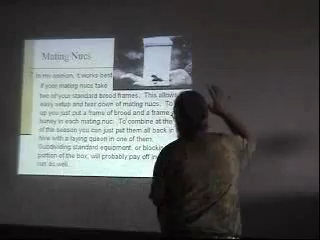 Mating Nucs
In my opinion, it works best
if your mating nucs take
two of your standard brood frames. This allows
easy setup and tear down of mating nucs. To
up you just put a frame of brood and a frame
honey in each mating nuc. To combine at the
of the season you can just put them all back in
hive with a laying queen in one of them.
Subdividing standard equipment, or blocking
portion of the box, will probably pay off in
run as well.